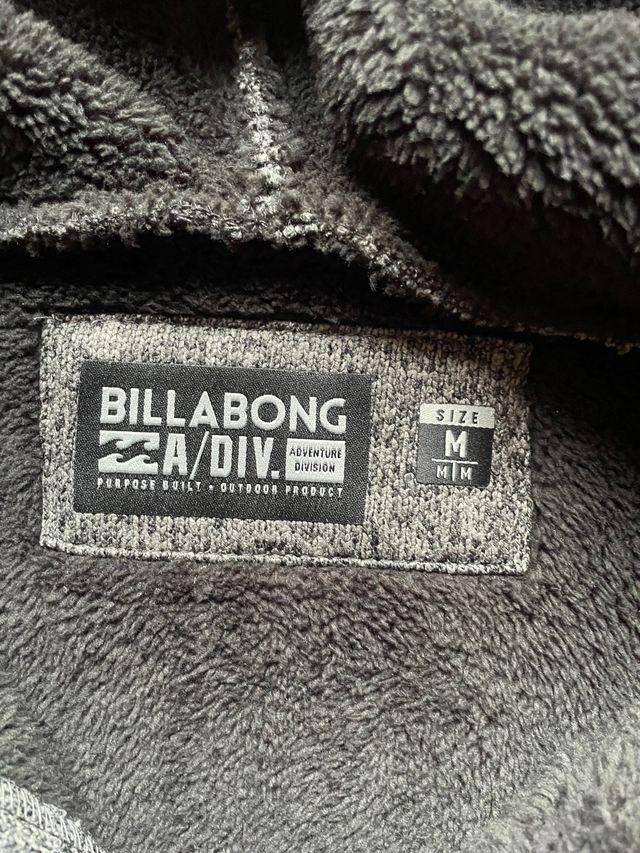 BILLABONG
A/DIV. ADVENTURE DIVISION
PURPOSE BUILT • OUTDOOR PRODUCT
SIZE
M
M|M